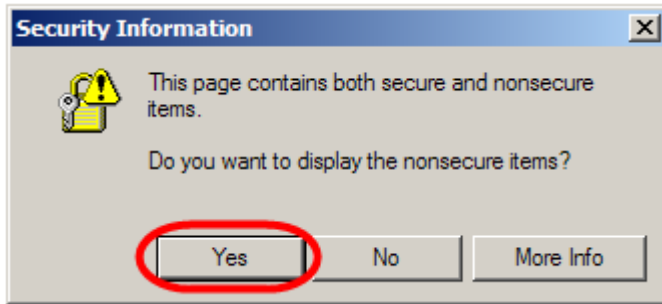 Security Information
This page contains both secure and nonsecure
items.
Do you want to display the nonsecure items?
Yes No More Info